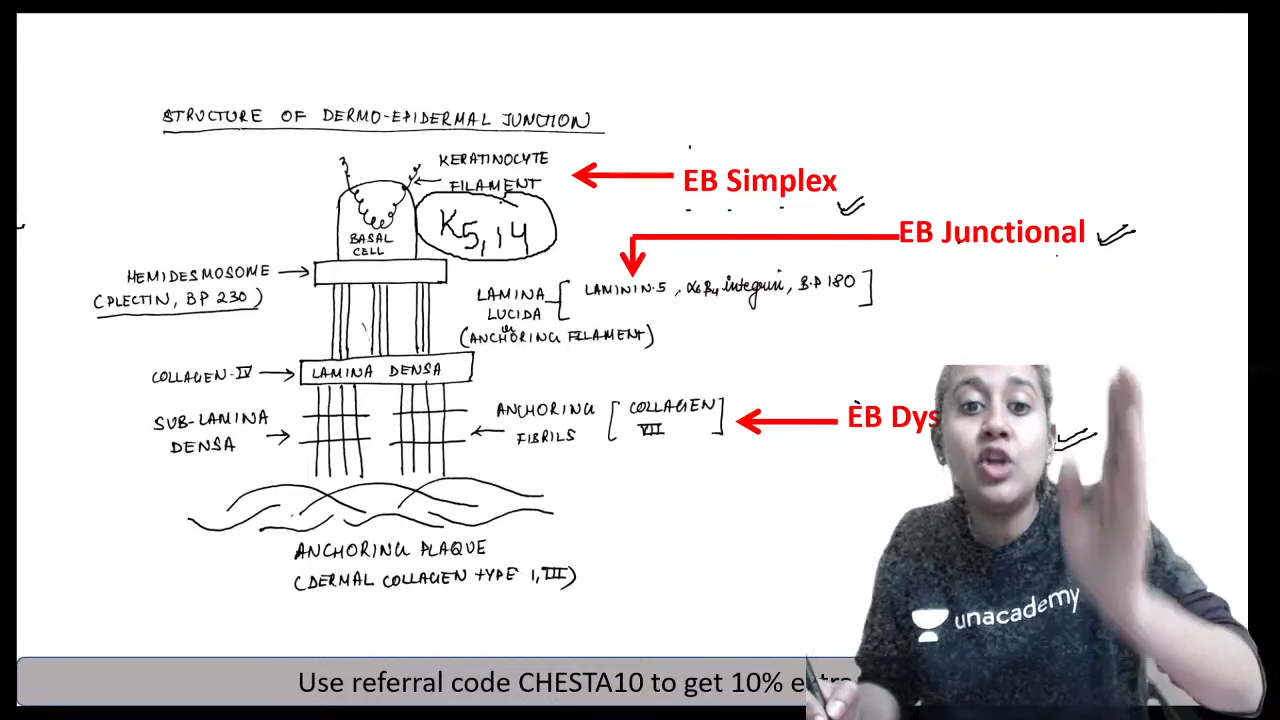 STRUCTURE OF DERMO-EPIDERMAL JUNCTION
KERATINOCYTE
FILAMENT
EB Simplex
K5,14
BASAL
CELL
EB Junctional
HEMIDESMOSOME
(PLECTIN, BP 230)
LAMINA
LUCIDA
or
(ANCHORING FILAMENT)
LAMININ-5, α6β4 integrin, B.P 180
COLLAGEN-IV
LAMINA DENSA
SUB-LAMINA
DENSA
ANCHORING
FIBRILS
COLLAGEN
VII
EB Dys
ANCHORING PLAQUE
(DERMAL COLLAGEN TYPE I, III)
unacademy
Use referral code CHESTA10 to get 10%